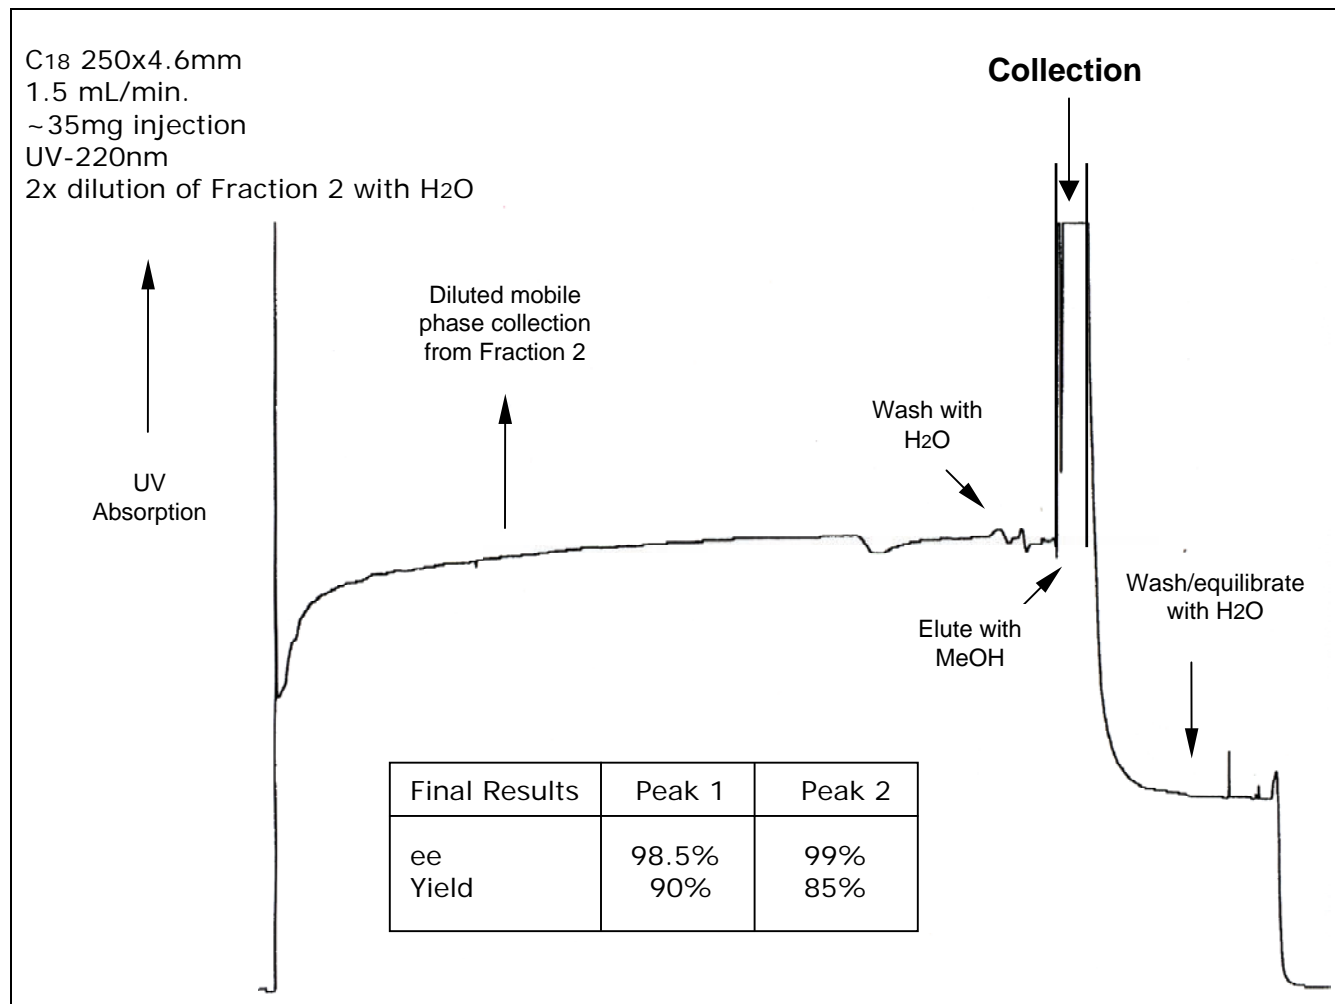 C18 250x4.6mm
1.5 mL/min.
~35mg injection
UV-220nm
2x dilution of Fraction 2 with H2O
Collection
Diluted mobile
phase collection
from Fraction 2
Wash with
H2O
UV
Absorption
Elute with
MeOH
Wash/equilibrate
with H2O
Final Results Peak 1 Peak 2
ee 98.5% 99%
Yield 90% 85%